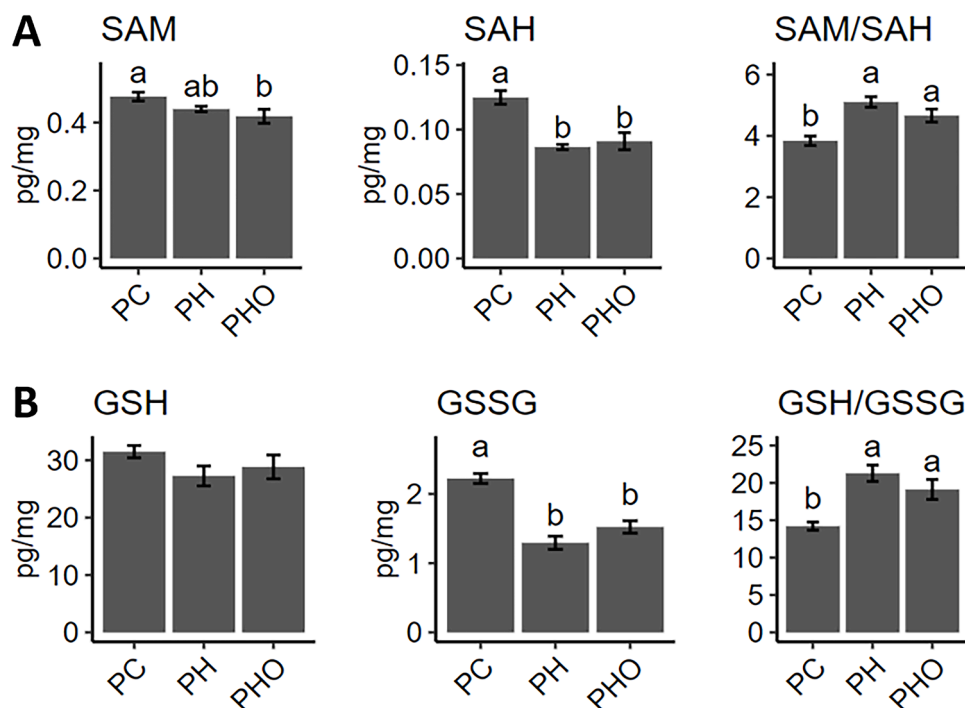 A
SAM
SAH
SAM/SAH
pg/mg
0.4
0.2
0.0
a
ab
b
PC
PH
PHO
pg/mg
0.15
0.10
0.05
0.00
a
b
b
PC
PH
PHO
6
4
2
0
b
a
a
PC
PH
PHO
B
GSH
GSSG
GSH/GSSG
pg/mg
30
20
10
0
PC
PH
PHO
pg/mg
2
1
0
a
b
b
PC
PH
PHO
25
20
15
10
5
0
b
a
a
PC
PH
PHO